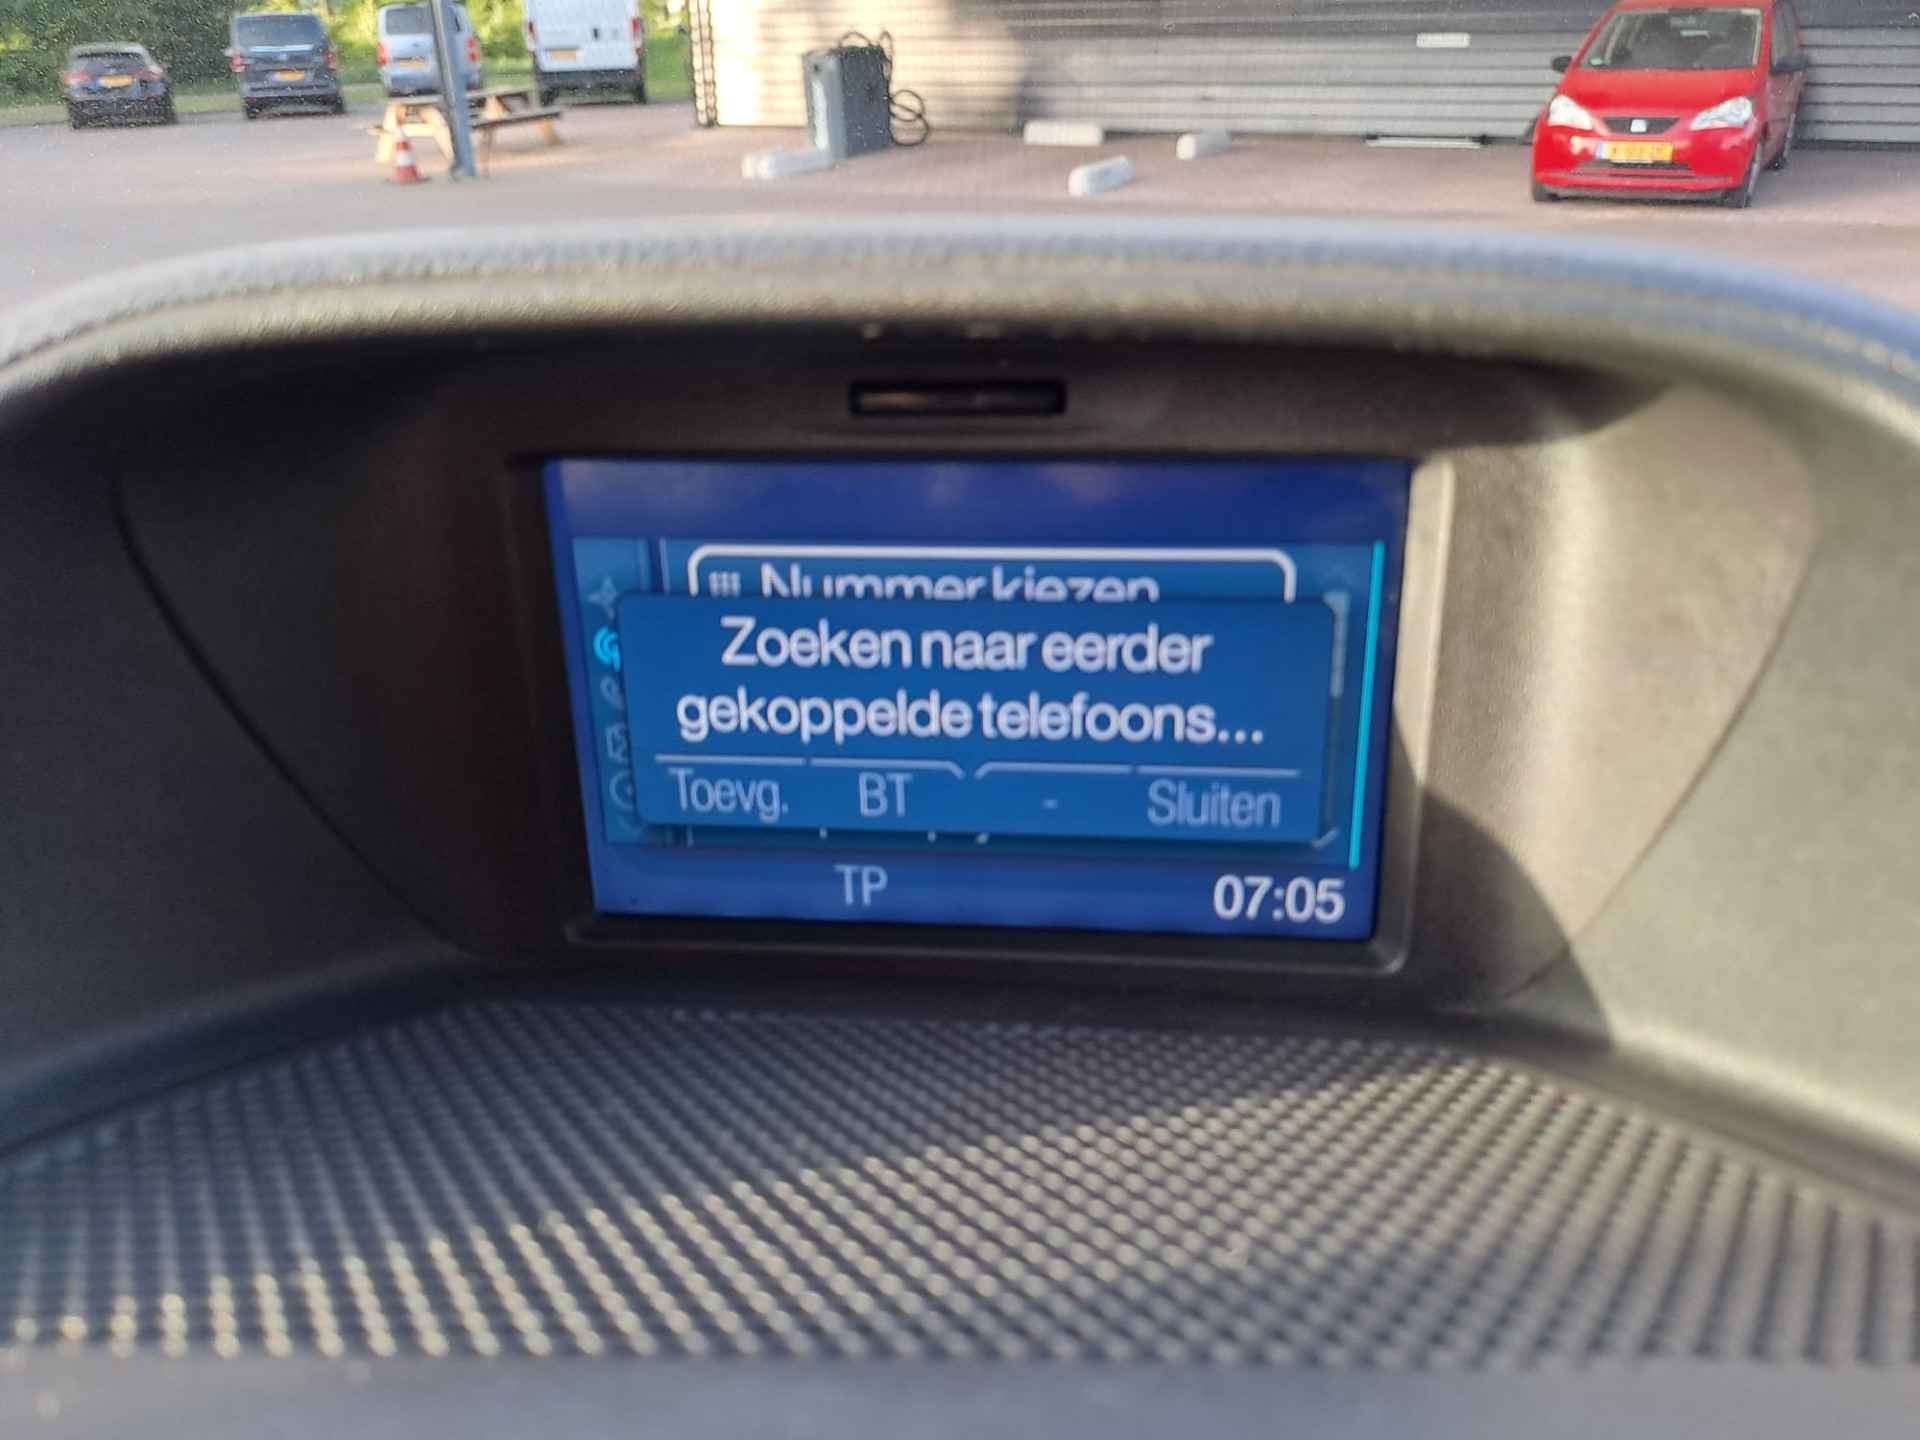 Nummer kiezen
Zoeken naar eerder
gekoppelde telefoons...
Toevg. BT - Sluiten
TP 07:05